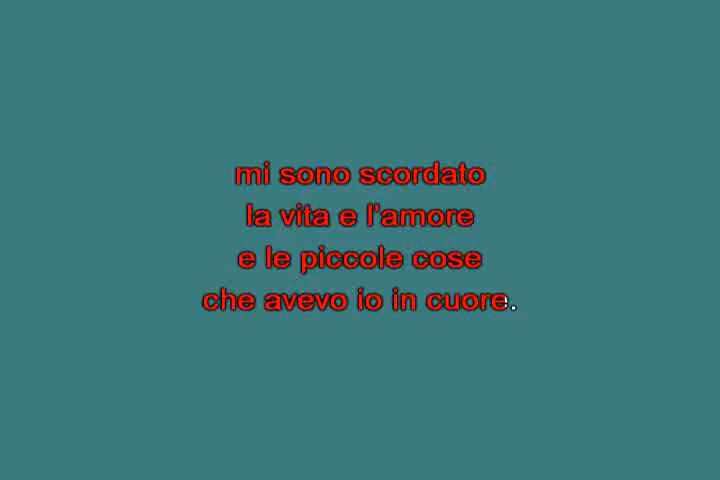 mi sono scordato
la vita e l'amore
e le piccole cose
che avevo io in cuore.